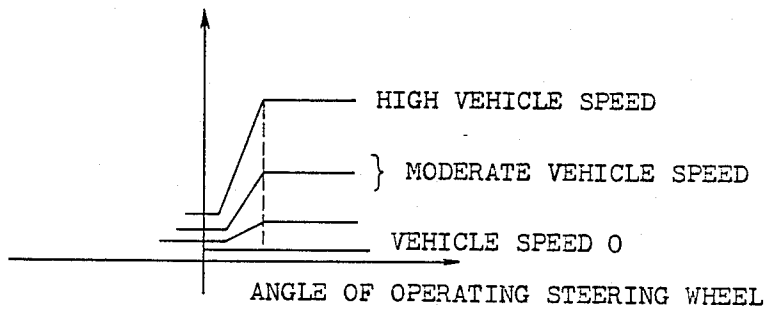 HIGH VEHICLE SPEED
} MODERATE VEHICLE SPEED
VEHICLE SPEED 0
ANGLE OF OPERATING STEERING WHEEL